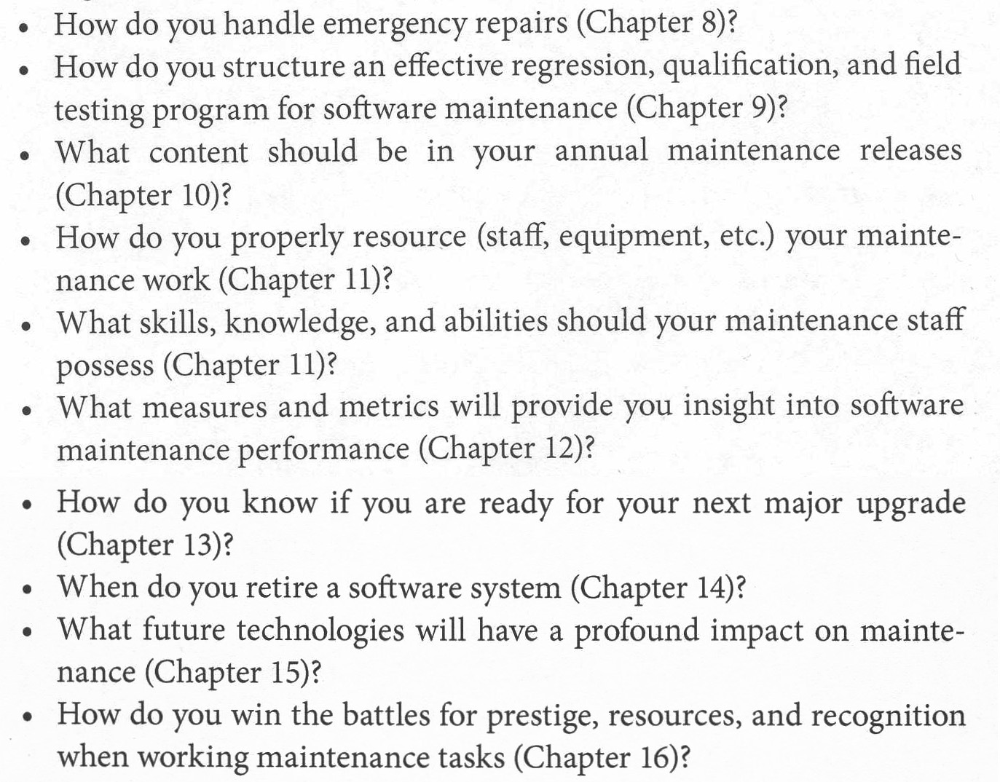 • How do you handle emergency repairs (Chapter 8)?
• How do you structure an effective regression, qualification, and field
testing program for software maintenance (Chapter 9)?
• What content should be in your annual maintenance releases
(Chapter 10)?
• How do you properly resource (staff, equipment, etc.) your mainte-
nance work (Chapter 11)?
• What skills, knowledge, and abilities should your maintenance staff
possess (Chapter 11)?
• What measures and metrics will provide you insight into software
maintenance performance (Chapter 12)?
• How do you know if you are ready for your next major upgrade
(Chapter 13)?
• When do you retire a software system (Chapter 14)?
• What future technologies will have a profound impact on mainte-
nance (Chapter 15)?
• How do you win the battles for prestige, resources, and recognition
when working maintenance tasks (Chapter 16)?